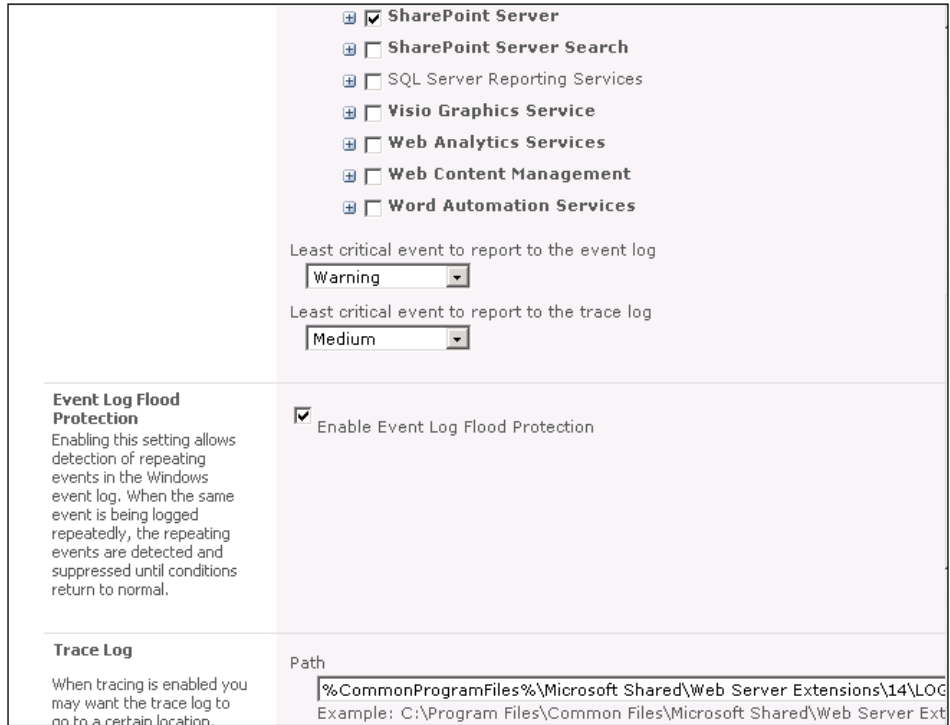 SharePoint Server
SharePoint Server Search
SQL Server Reporting Services
Visio Graphics Service
Web Analytics Services
Web Content Management
Word Automation Services
Least critical event to report to the event log
Warning
Least critical event to report to the trace log
Medium
Event Log Flood
Protection
Enabling this setting allows
detection of repeating
events in the Windows
event log. When the same
event is being logged
repeatedly, the repeating
events are detected and
suppressed until conditions
return to normal.
Enable Event Log Flood Protection
Trace Log
When tracing is enabled you
may want the trace log to
go to a certain location.
Path
%CommonProgramFiles%\Microsoft Shared\Web Server Extensions\14\LOG
Example: C:\Program Files\Common Files\Microsoft Shared\Web Server Ext